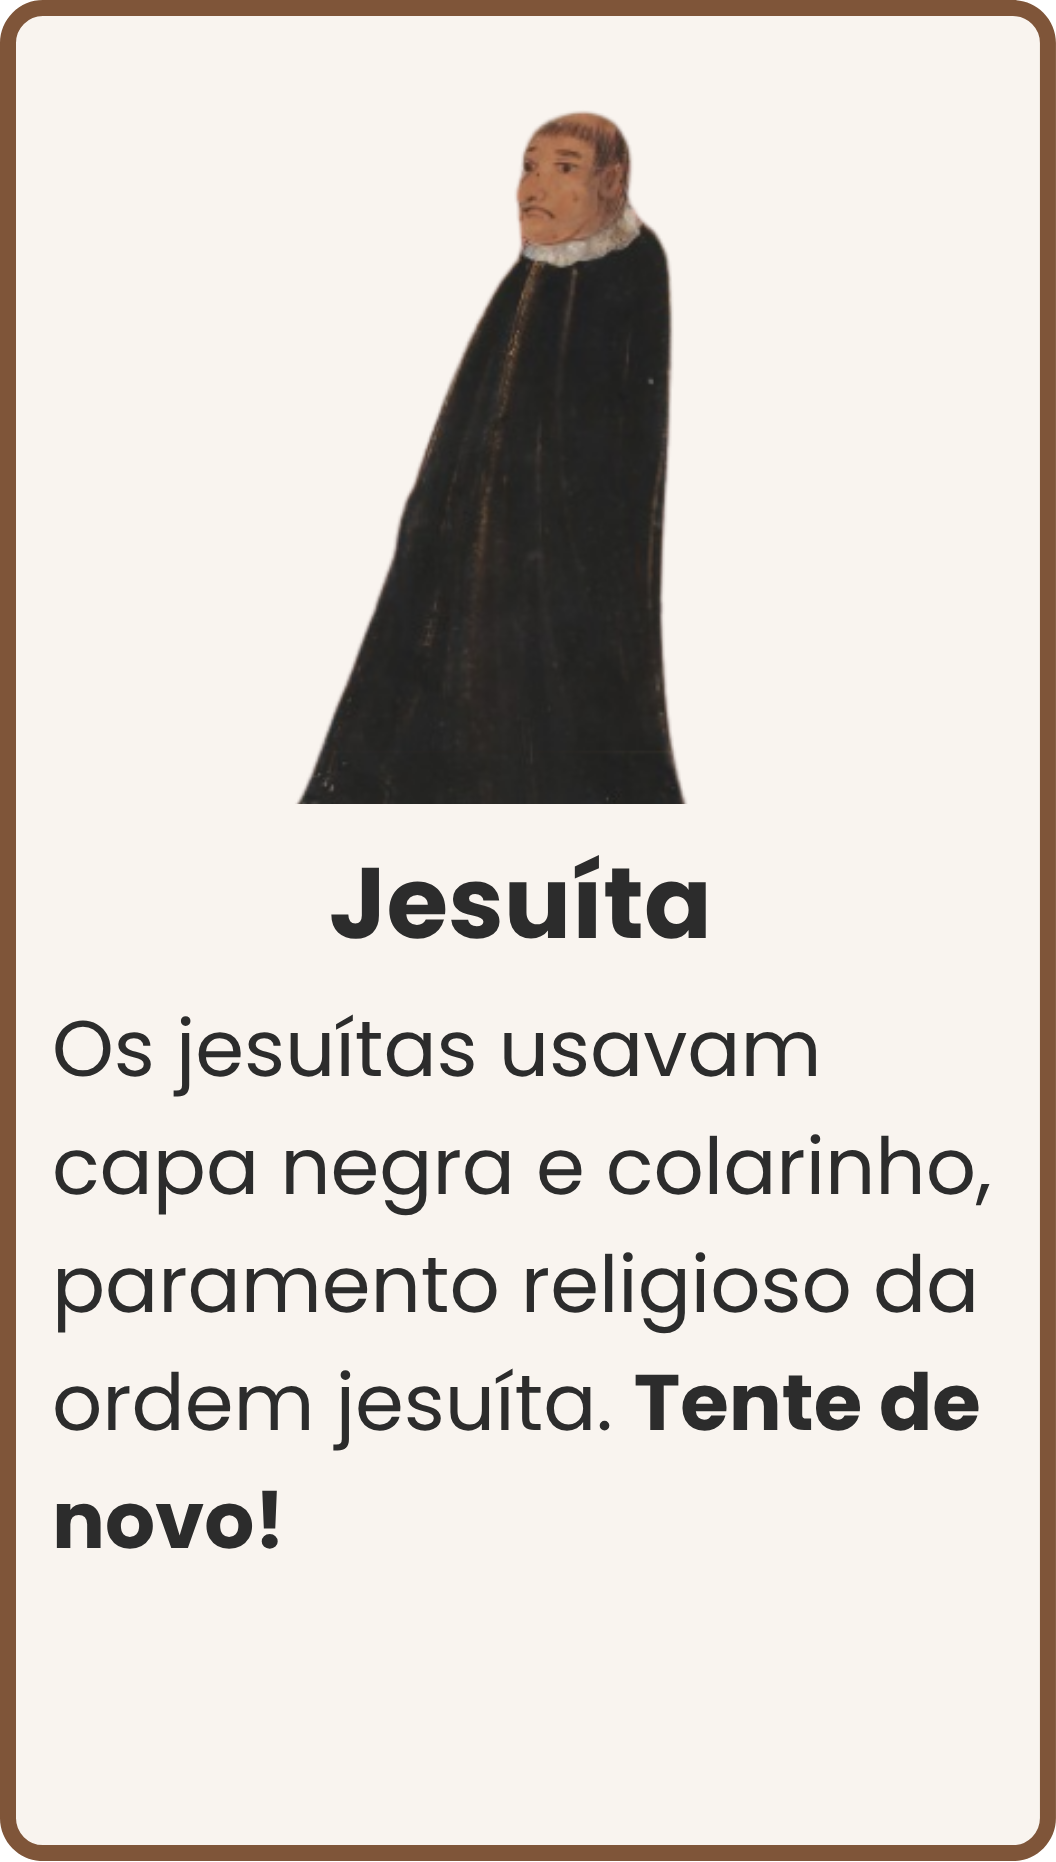 Jesuíta
Os jesuítas usavam
capa negra e colarinho,
paramento religioso da
ordem jesuíta. Tente de
novo!